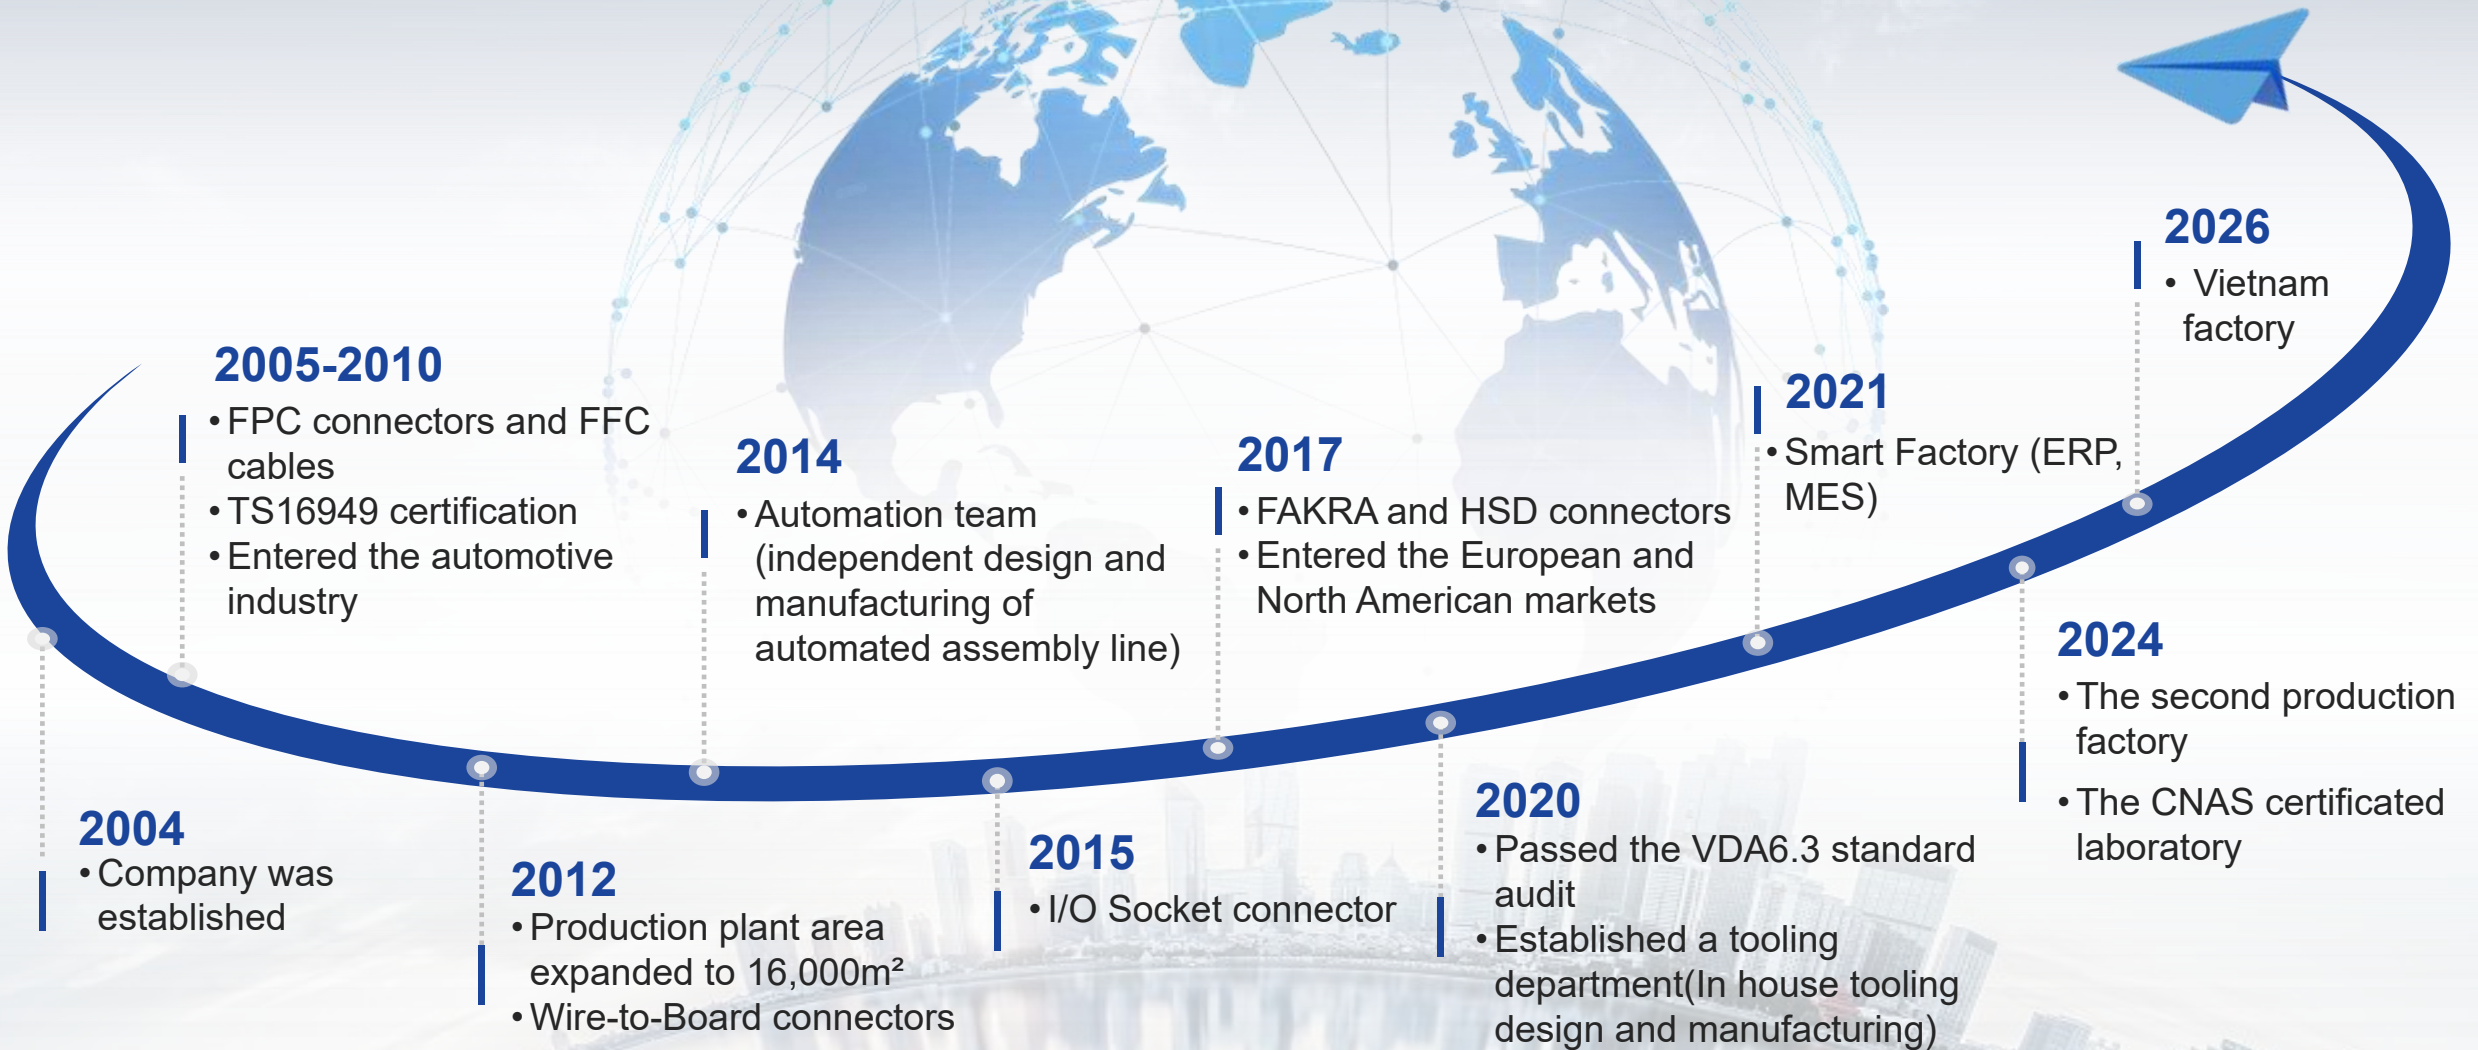 2004
• Company was
established
2005-2010
• FPC connectors and FFC
cables
• TS16949 certification
• Entered the automotive
industry
2012
• Production plant area
expanded to 16,000m²
• Wire-to-Board connectors
2014
• Automation team
(independent design and
manufacturing of
automated assembly line)
2015
• I/O Socket connector
2017
• FAKRA and HSD connectors
• Entered the European and
North American markets
2020
• Passed the VDA6.3 standard
audit
• Established a tooling
department(In house tooling
design and manufacturing)
2021
• Smart Factory (ERP,
MES)
2024
• The second production
factory
• The CNAS certificated
laboratory
2026
• Vietnam
factory